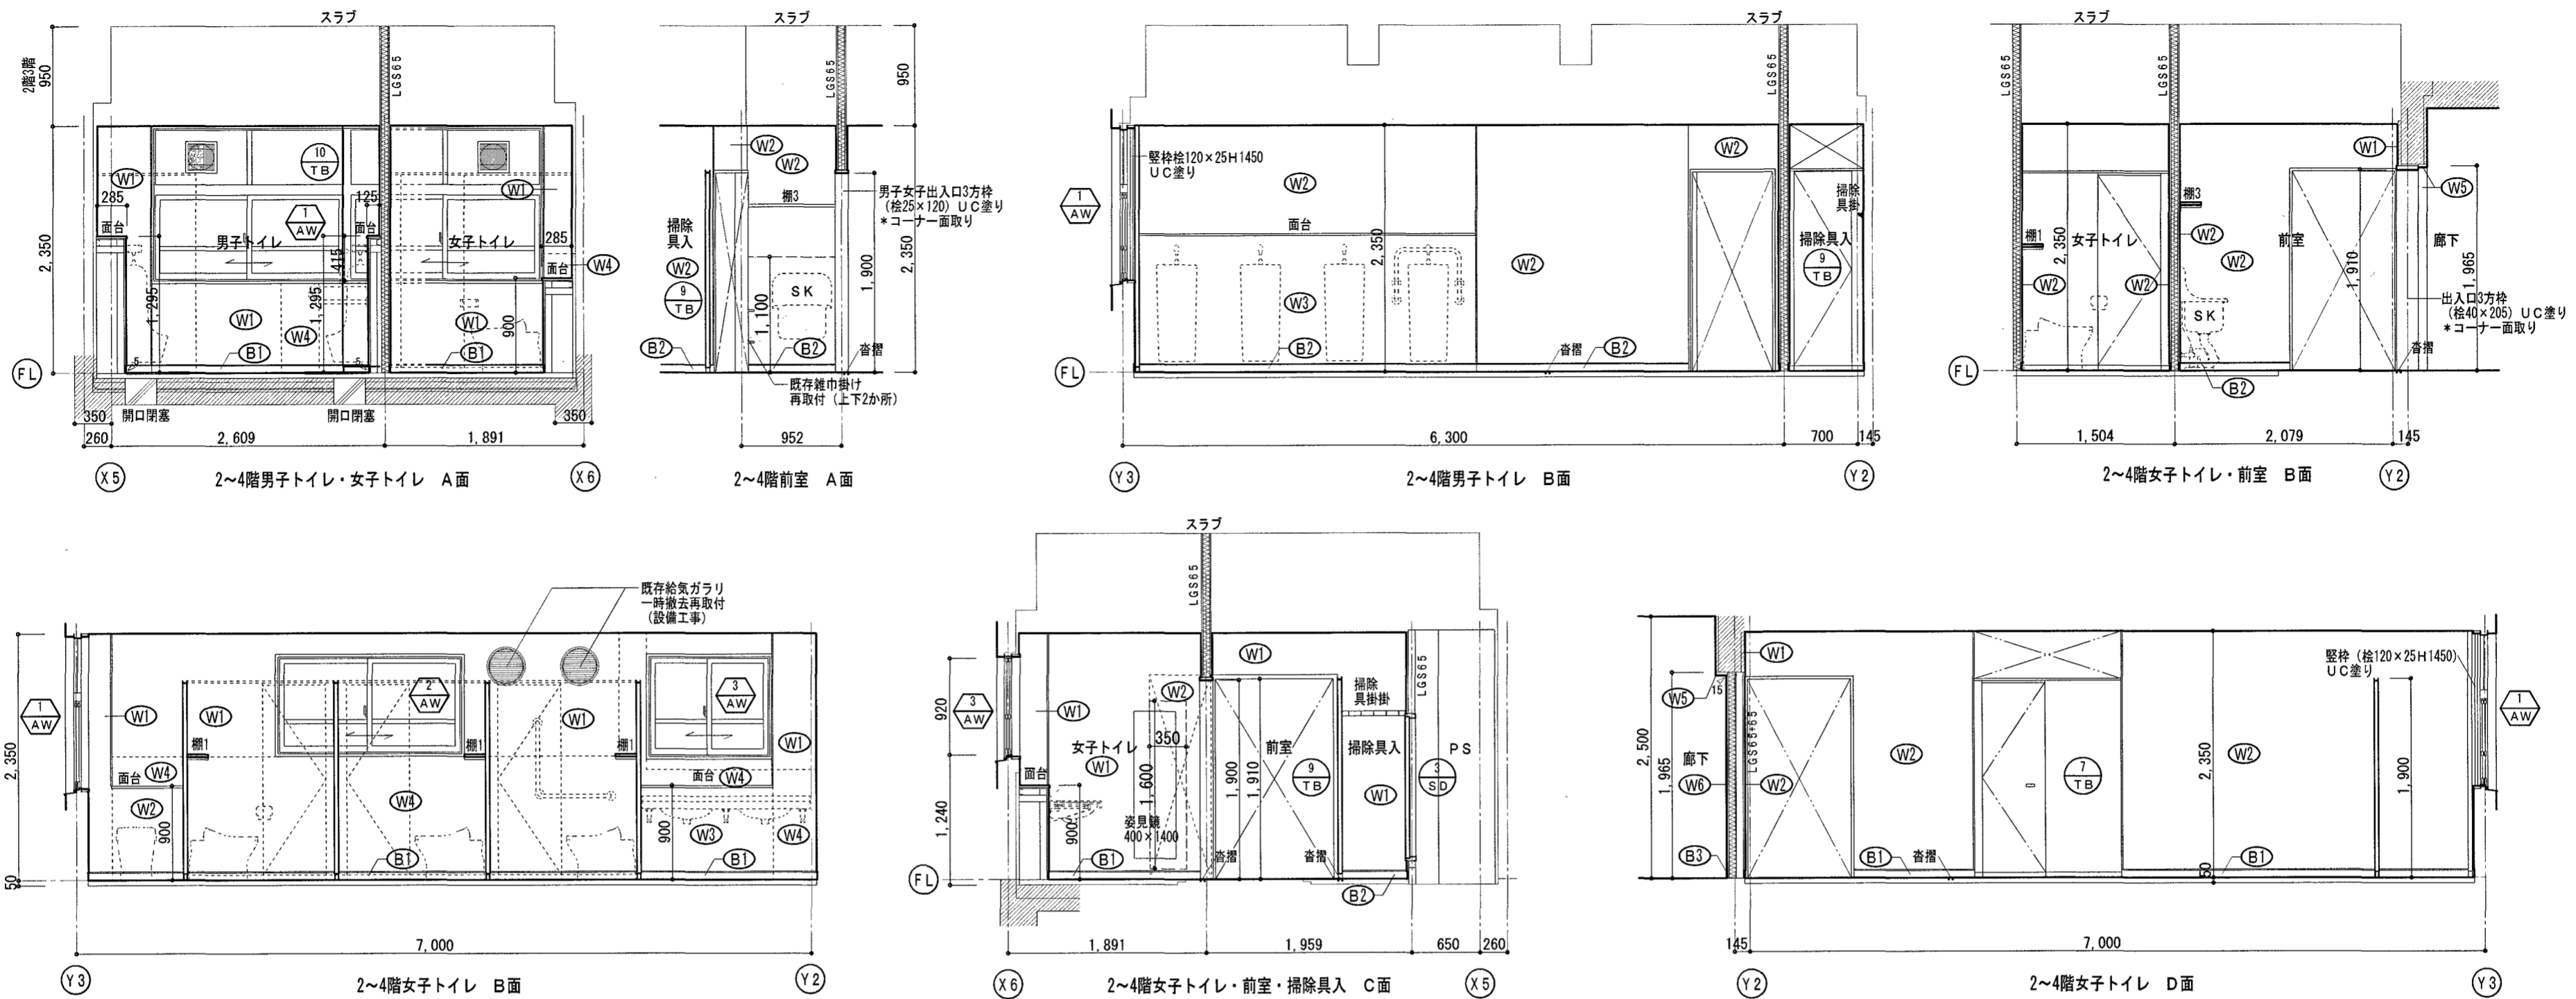 スラブ
2階3階
950
LGS65
10
TB
W1
W1
285
125
面台
1
AW
面台
男子トイレ
女子トイレ
285
面台
W4
415
2,350
1,295
1,295
W1
W4
W1
900
B1
B1
5
5
FL
350
開口閉塞
開口閉塞
350
260
2,609
1,891
X5
2~4階男子トイレ・女子トイレ A面
X6
スラブ
LGS65
950
W2
W2
男子女子出入口3方枠
(桧25×120) UC塗り
*コーナー面取り
棚3
掃除
具入
W2
9
TB
SK
1,100
1,900
2,350
B2
B2
沓摺
既存雑巾掛け
再取付 (上下2か所)
952
2~4階前室 A面
スラブ
LGS65
竪枠桧120×25H1450
UC塗り
1
AW
W2
W2
掃除
具掛
面台
2,350
掃除具入
9
TB
W2
W3
B2
沓摺
B2
FL
6,300
700
145
Y3
2~4階男子トイレ B面
Y2
スラブ
LGS65
LGS65
W1
W5
棚3
棚1
2,350
女子トイレ
W2
前室
廊下
W2
W2
W2
1,910
1,965
SK
出入口3方枠
(桧40×205) UC塗り
*コーナー面取り
沓摺
B2
FL
1,504
2,079
145
2~4階女子トイレ・前室 B面
Y2
既存給気ガラリ
一時撤去再取付
(設備工事)
1
AW
W1
W1
2
AW
W1
3
AW
W1
棚1
棚1
棚1
2,350
面台
W4
面台
W4
W2
W4
900
900
W3
W4
B1
B1
50
7,000
Y3
2~4階女子トイレ B面
Y2
スラブ
LGS65
W1
LGS65
920
3
AW
W1
W2
掃除
具掛掛
女子トイレ
350
前室
掃除具入
PS
W1
面台
1,600
1,900
1,910
9
TB
3
SD
W1
1,240
900
姿見鏡
400×1400
B1
沓摺
沓摺
B2
FL
1,891
1,959
650
260
X6
2~4階女子トイレ・前室・掃除具入 C面
X5
W1
竪枠 (桧120×25H1450)
UC塗り
W5
15
LGS65+65
1
AW
2,500
1,965
廊下
W6
W2
W2
7
TB
W2
2,350
1,900
B3
B1
沓摺
50
B1
145
7,000
Y2
2~4階女子トイレ D面
Y3